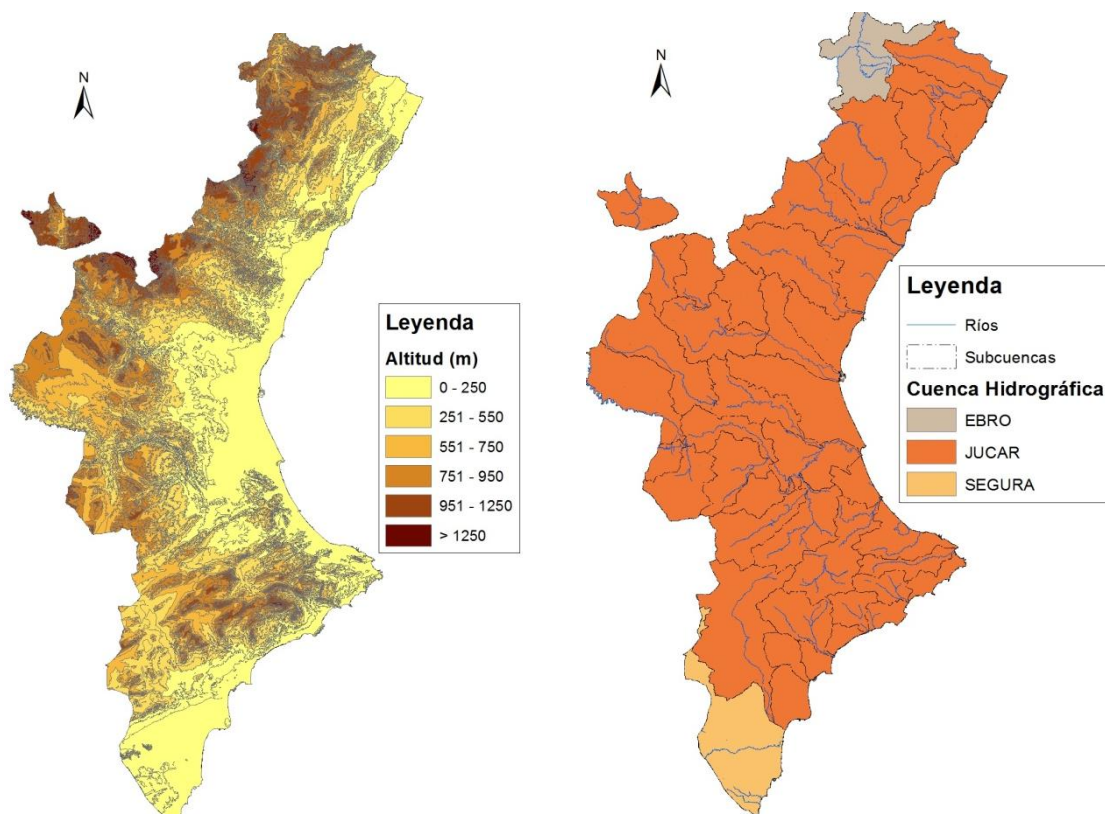 N
Leyenda
Altitud (m)
0 - 250
251 - 550
551 - 750
751 - 950
951 - 1250
> 1250
N
Leyenda
Ríos
Subcuencas
Cuenca Hidrográfica
EBRO
JUCAR
SEGURA